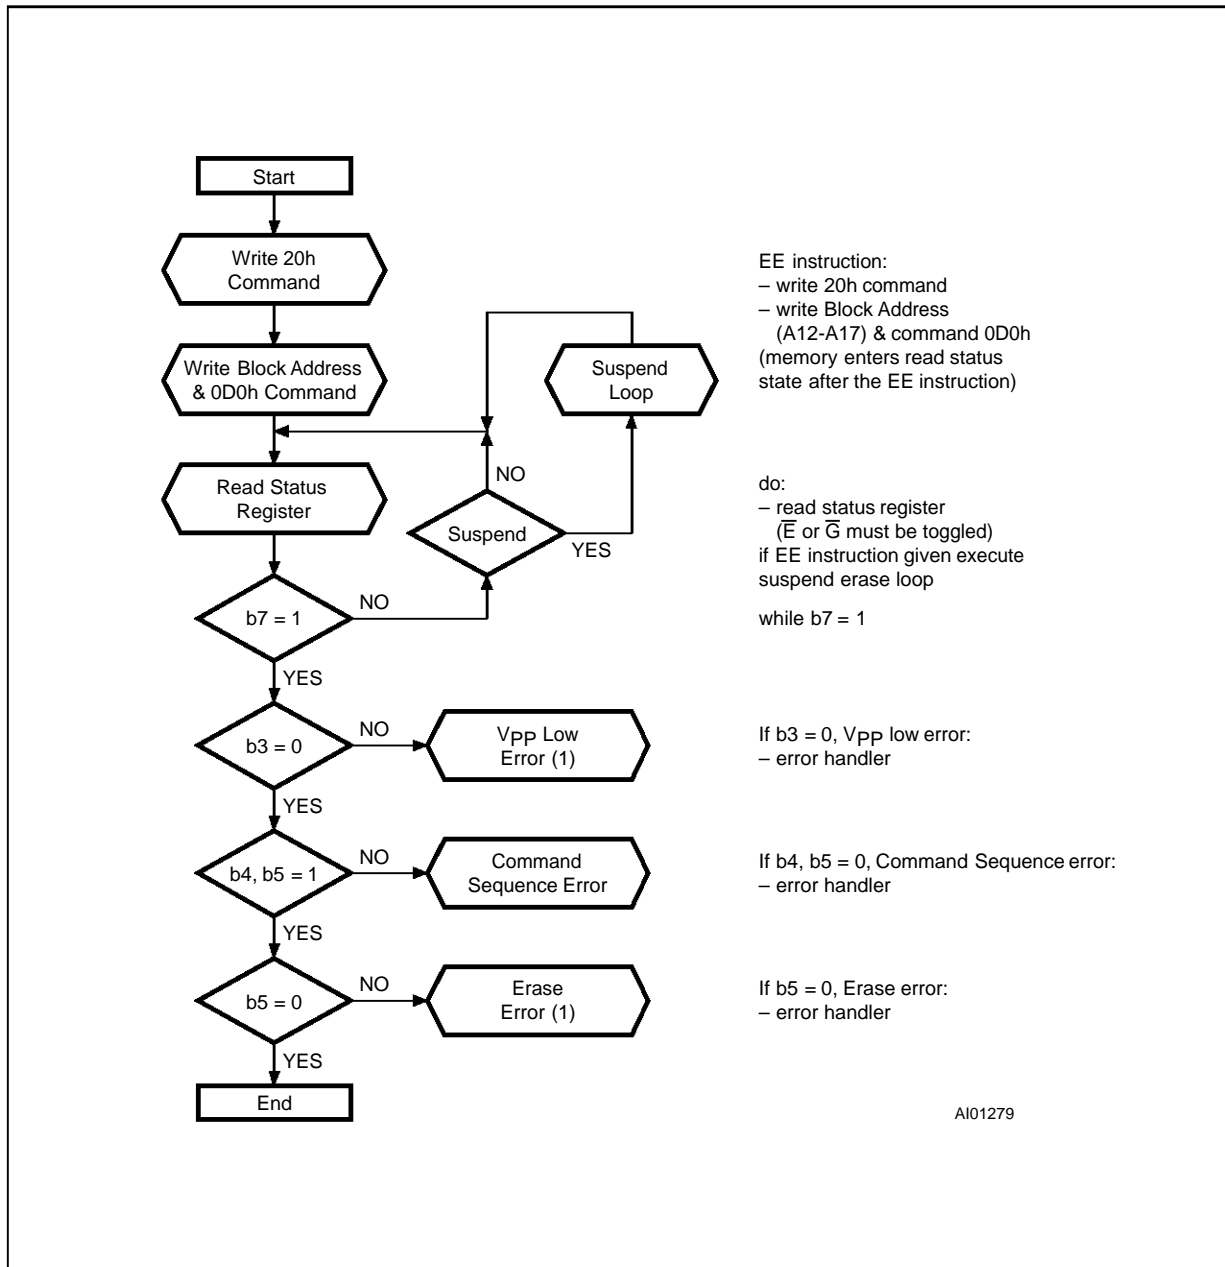 Start
Write 20h
Command
Write Block Address
& 0D0h Command
Read Status
Register
Suspend
Loop
NO
Suspend
YES
b7 = 1
NO
YES
b3 = 0
NO
VPP Low
Error (1)
YES
b4, b5 = 1
NO
Command
Sequence Error
YES
b5 = 0
NO
Erase
Error (1)
YES
End
EE instruction:
– write 20h command
– write Block Address
(A12-A17) & command 0D0h
(memory enters read status
state after the EE instruction)
do:
– read status register
(E̅ or G̅ must be toggled)
if EE instruction given execute
suspend erase loop
while b7 = 1
If b3 = 0, VPP low error:
– error handler
If b4, b5 = 0, Command Sequence error:
– error handler
If b5 = 0, Erase error:
– error handler
AI01279